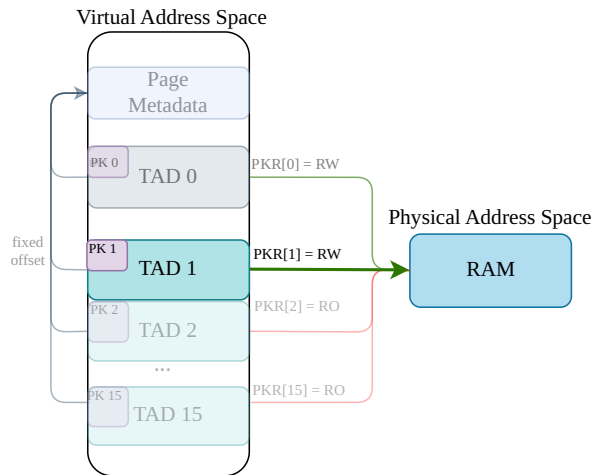 Virtual Address Space
Page
Metadata
PK 0
TAD 0
PKR[0] = RW
Physical Address Space
fixed
offset
PK 1
TAD 1
PKR[1] = RW
RAM
PK 2
TAD 2
PKR[2] = RO
...
PK 15
TAD 15
PKR[15] = RO